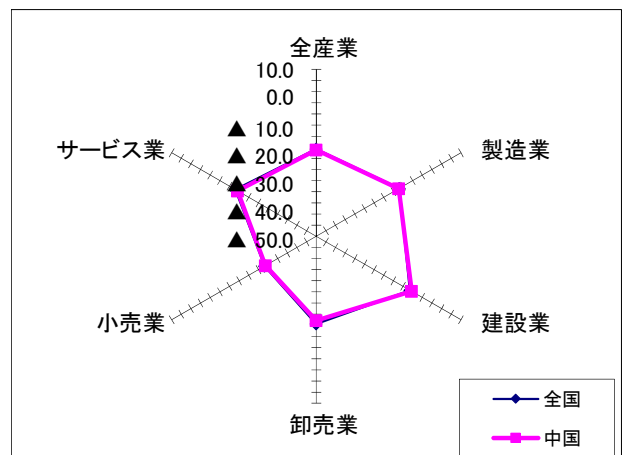 全産業
10.0
0.0
▲ 10.0
▲ 20.0
▲ 30.0
▲ 40.0
▲ 50.0
サービス業
製造業
小売業
建設業
卸売業
全国
中国